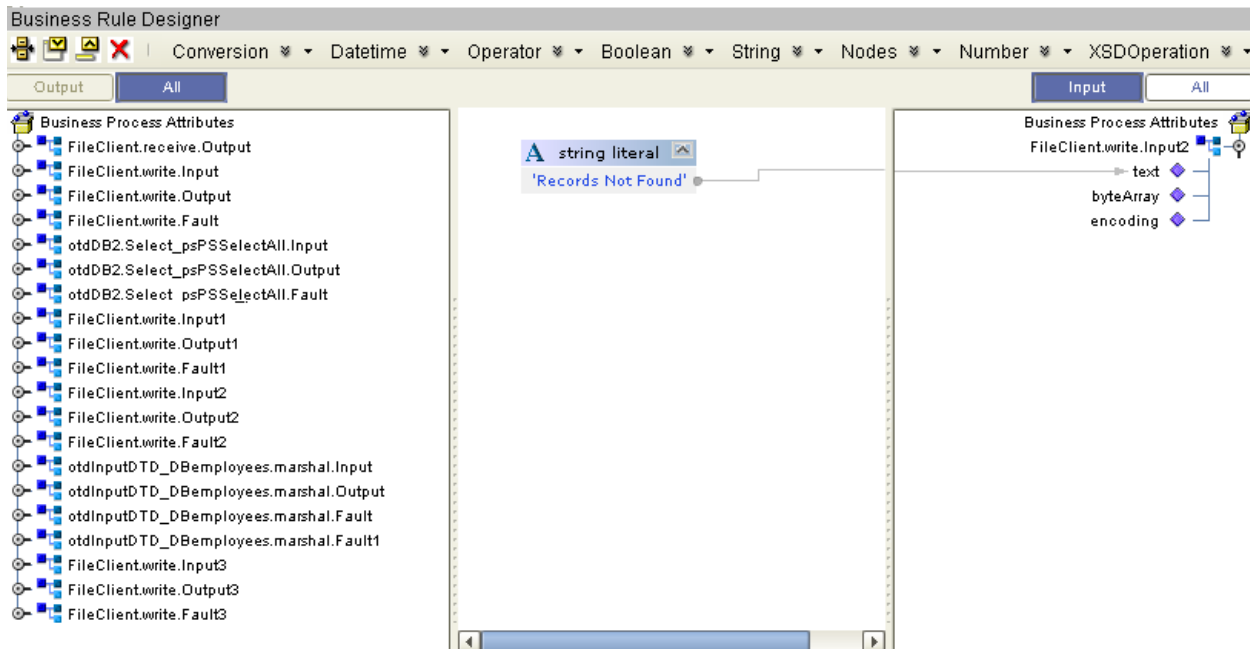 Business Rule Designer
Conversion Datetime Operator Boolean String Nodes Number XSDOperation
Output All Input All
Business Process Attributes
FileClient.receive.Output
FileClient.write.Input
FileClient.write.Output
FileClient.write.Fault
otdDB2.Select_psPSSelectAll.Input
otdDB2.Select_psPSSelectAll.Output
otdDB2.Select psPSSelectAll.Fault
FileClient.write.Input1
FileClient.write.Output1
FileClient.write.Fault1
FileClient.write.Input2
FileClient.write.Output2
FileClient.write.Fault2
otdInputDTD_DBemployees.marshal.Input
otdInputDTD_DBemployees.marshal.Output
otdInputDTD_DBemployees.marshal.Fault
otdInputDTD_DBemployees.marshal.Fault1
FileClient.write.Input3
FileClient.write.Output3
FileClient.write.Fault3
A string literal
'Records Not Found'
Business Process Attributes
FileClient.write.Input2
text
byteArray
encoding